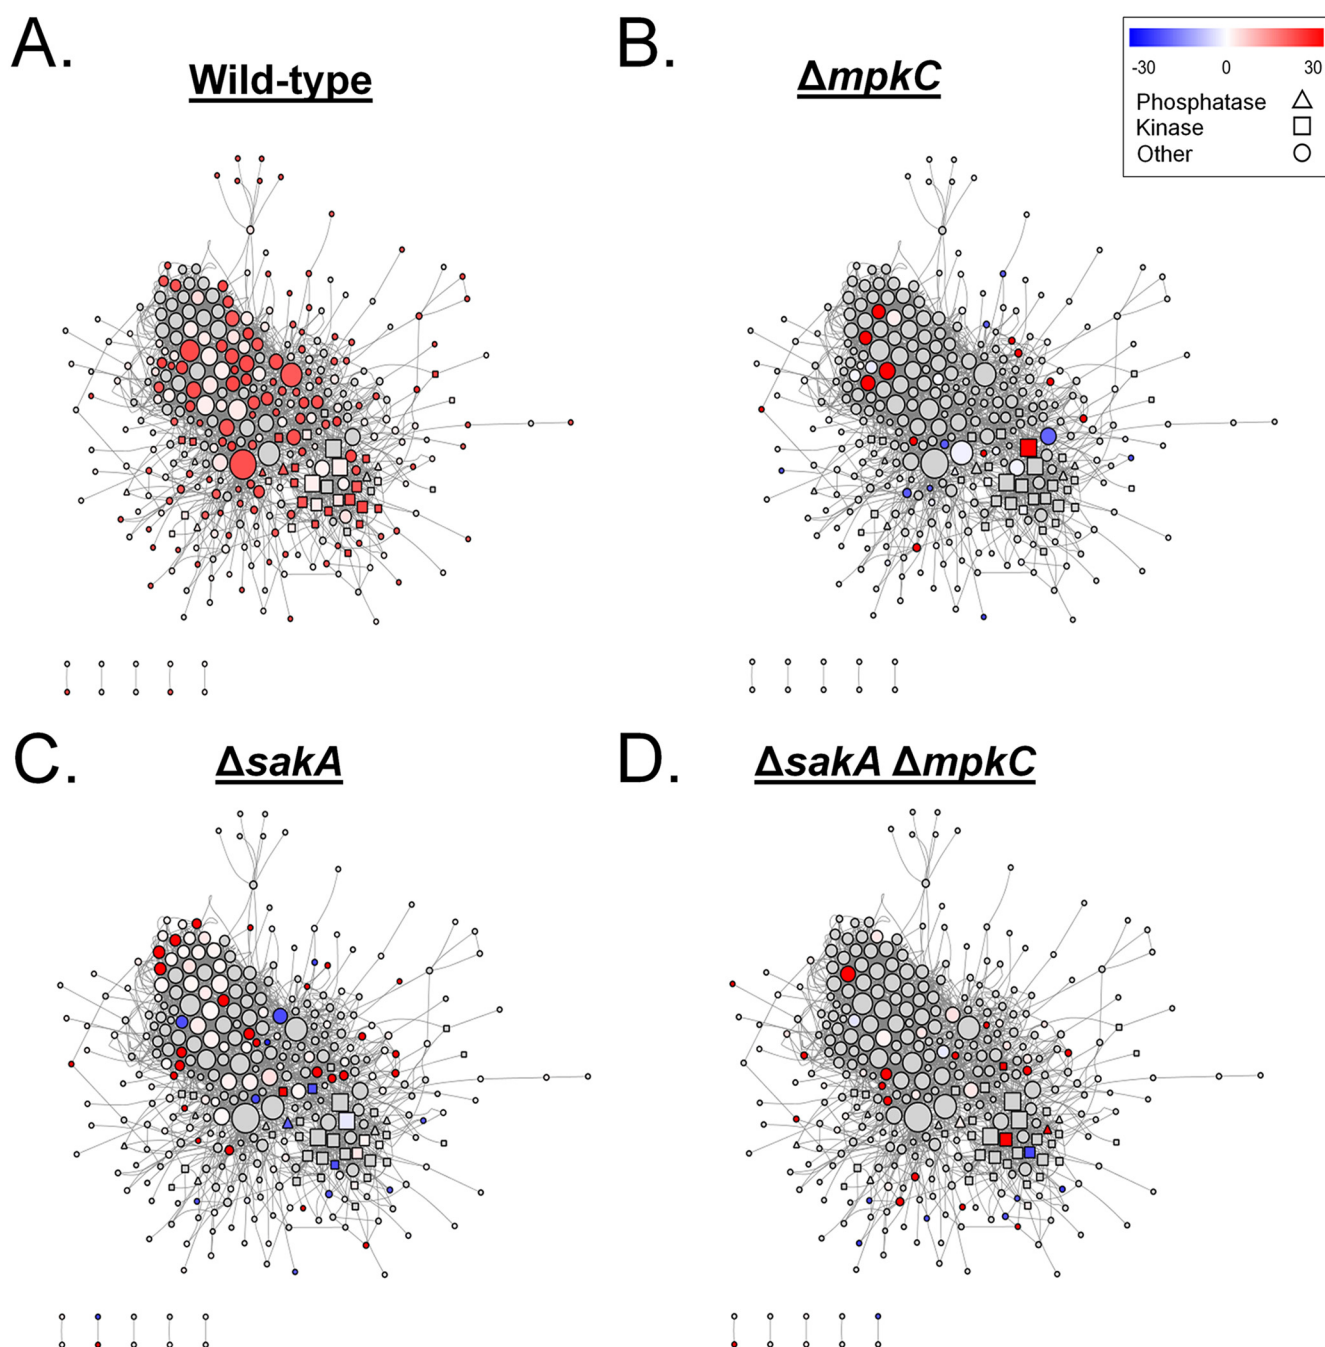 A.
Wild-type
B.
ΔmpkC
-30 0 30
Phosphatase
Kinase
Other
C.
ΔsakA
D.
ΔsakA ΔmpkC